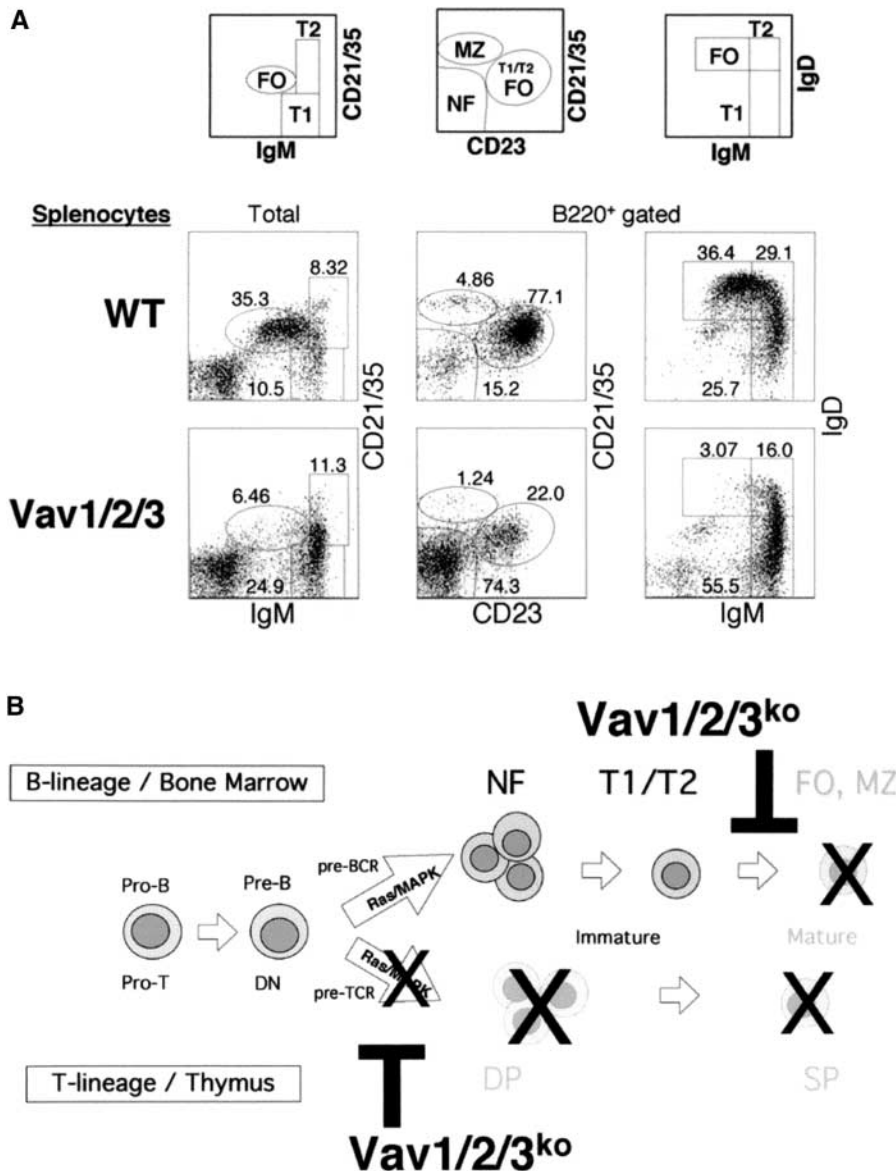 A
T2
FO
T1
IgM
CD21/35
MZ
T1/T2
FO
NF
CD23
CD21/35
T2
FO
T1
IgM
IgD
Splenocytes
Total
B220+ gated
WT
8.32
35.3
10.5
CD21/35
4.86
77.1
15.2
CD21/35
36.4
29.1
25.7
IgD
Vav1/2/3
11.3
6.46
24.9
IgM
1.24
22.0
74.3
CD23
3.07
16.0
55.5
IgM
B
Vav1/2/3ko
B-lineage / Bone Marrow
NF
T1/T2
FO, MZ
Pro-B
Pre-B
pre-BCR
Ras/MAPK
Pro-T
DN
pre-TCR
Ras/MAPK
Immature
Mature
T-lineage / Thymus
DP
SP
Vav1/2/3ko